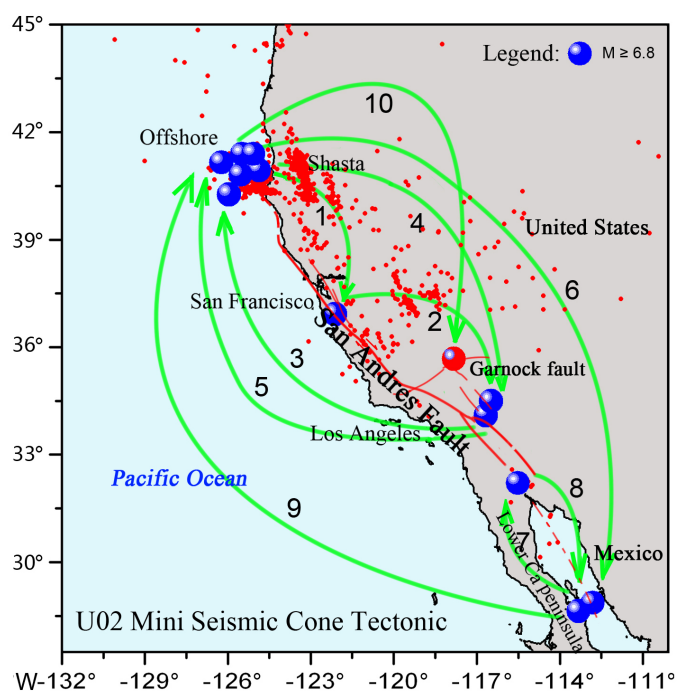 45°
Legend: M ≥ 6.8
10
42°
Offshore
Shasta
1
4
39°
United States
6
San Francisco
2
36°
San Andres Fault
Garnock fault
3
5
Los Angeles
33°
Pacific Ocean
8
9
7
Lower Ca peninsula
Mexico
30°
U02 Mini Seismic Cone Tectonic
W-132° -129° -126° -123° -120° -117° -114° -111°